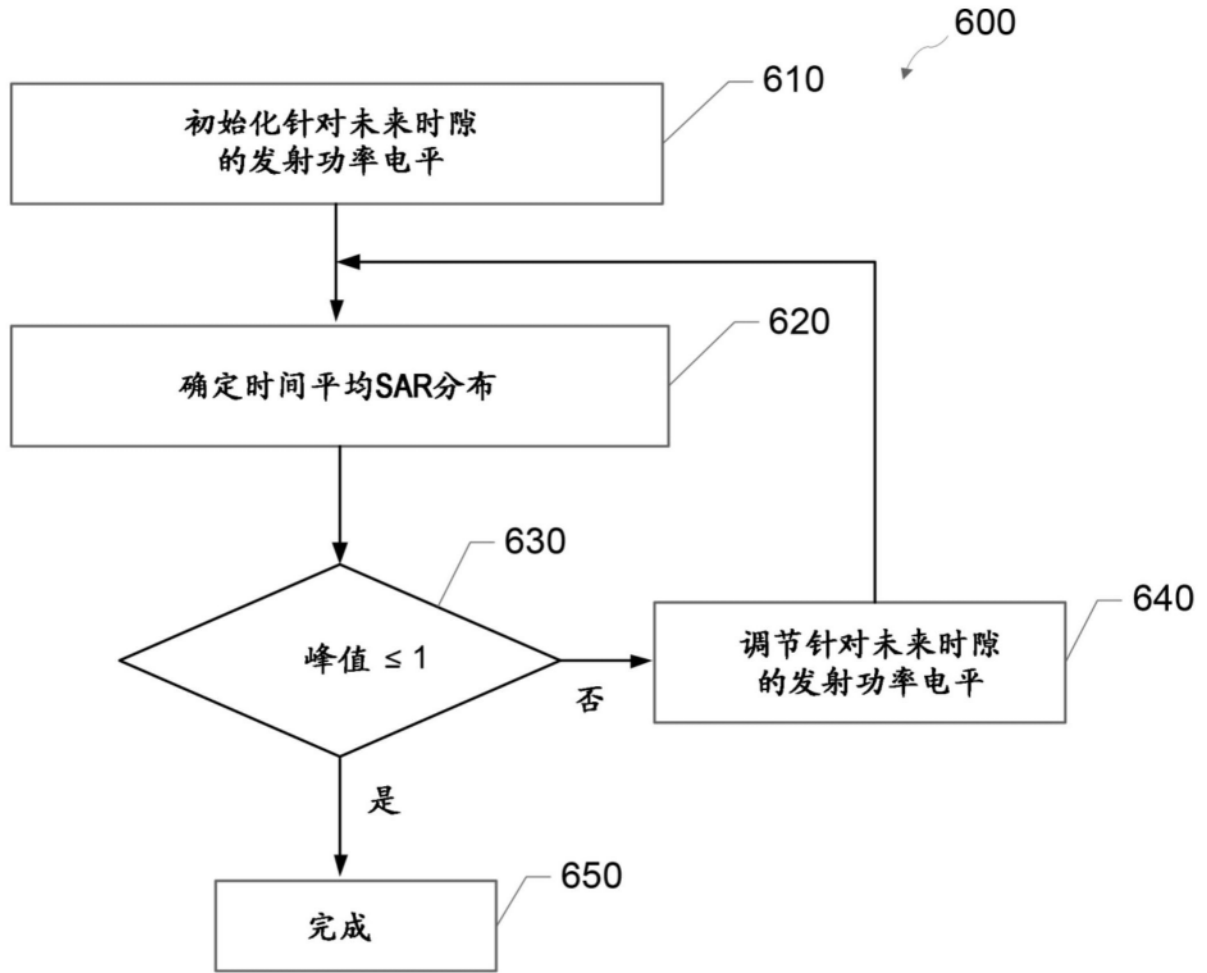 600
610
初始化针对未来时隙
的发射功率电平
620
确定时间平均SAR分布
630
峰值 ≤ 1
否
640
调节针对未来时隙
的发射功率电平
是
650
完成